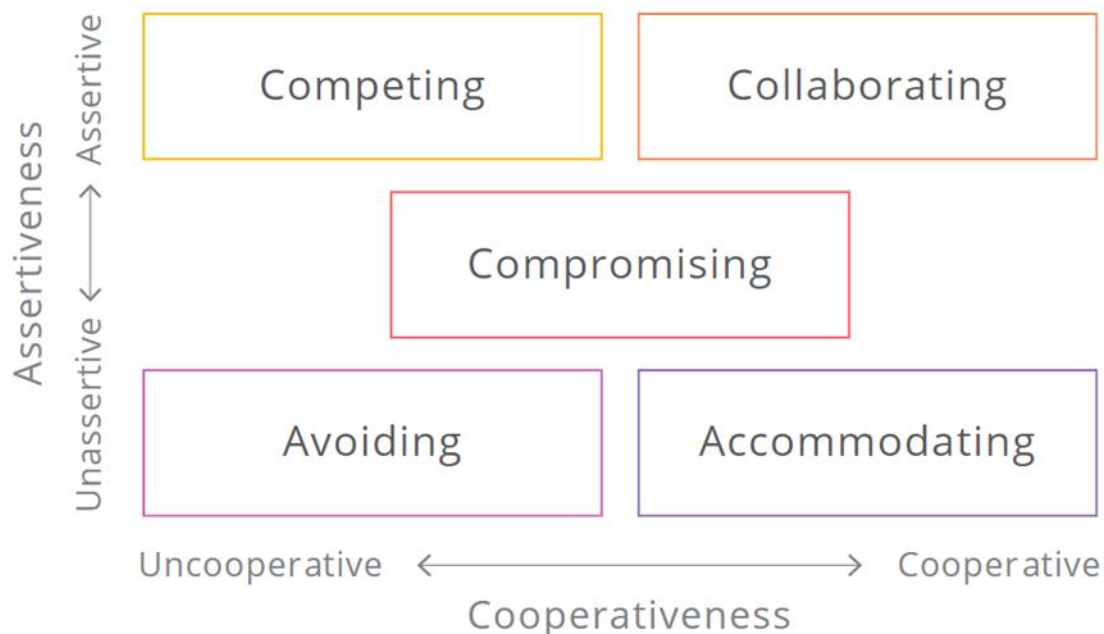 Assertiveness
Assertive
Unassertive
Competing
Collaborating
Compromising
Avoiding
Accommodating
Uncooperative
Cooperative
Cooperativeness